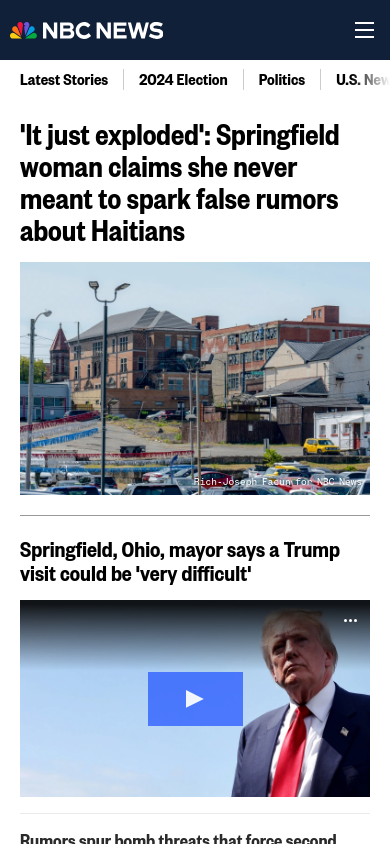 NBC NEWS
Latest Stories
2024 Election
Politics
U.S. New
'It just exploded': Springfield
woman claims she never
meant to spark false rumors
about Haitians
Rich-Joseph Facun for NBC News
Springfield, Ohio, mayor says a Trump
visit could be 'very difficult'
Rumors spur bomb threats that force second